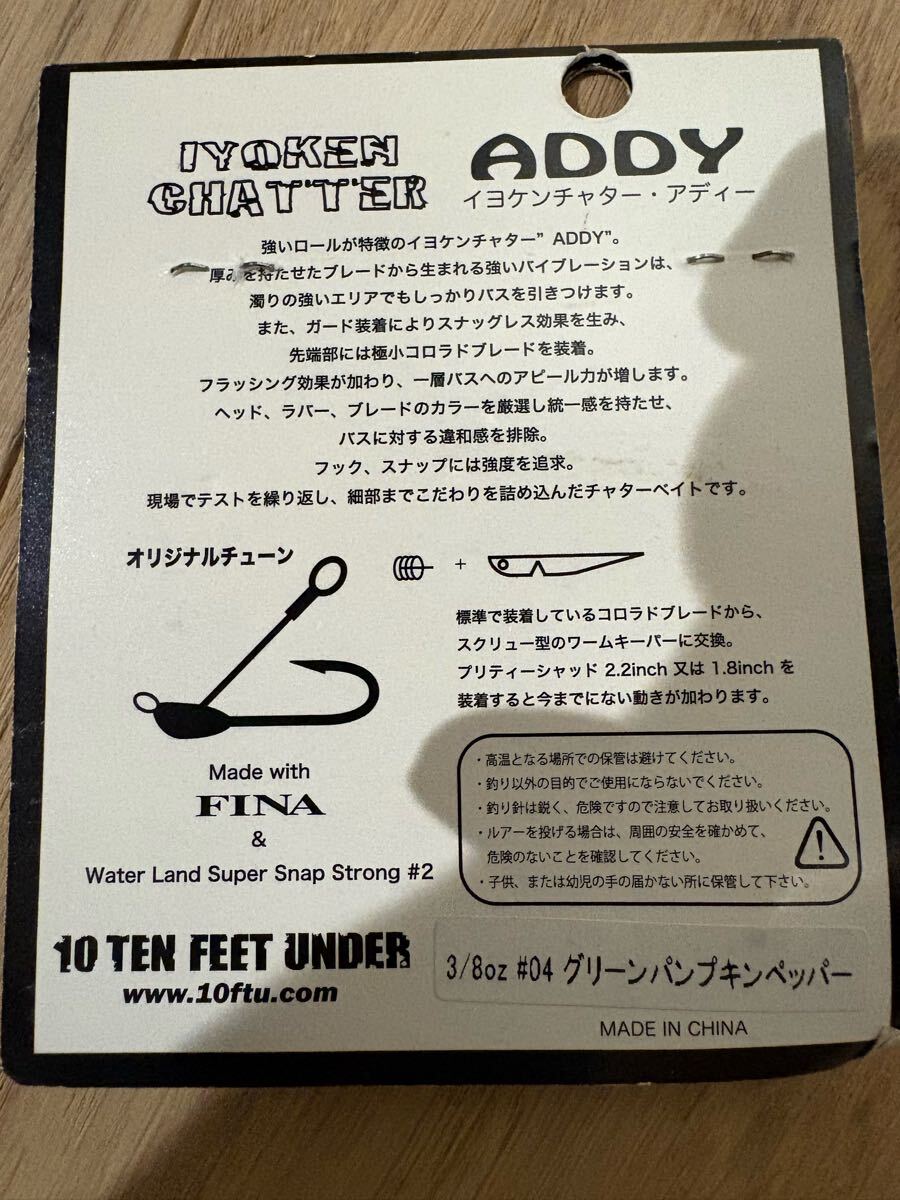 IYOKEN
CHATTER
ADDY
イヨケンチャター・アディー
強いロールが特徴のイヨケンチャター” ADDY”。
厚みを持たせたブレードから生まれる強いバイブレーションは、
濁りの強いエリアでもしっかりバスを引きつけます。
また、ガード装着によりスナッグレス効果を生み、
先端部には極小コロラドブレードを装着。
フラッシング効果が加わり、一層バスへのアピール力が増します。
ヘッド、ラバー、ブレードのカラーを厳選し統一感を持たせ、
バスに対する違和感を排除。
フック、スナップには強度を追求。
現場でテストを繰り返し、細部までこだわりを詰め込んだチャターベイトです。
オリジナルチューン
+
標準で装着しているコロラドブレードから、
スクリュー型のワームキーパーに交換。
プリティーシャッド 2.2inch 又は 1.8inch を
装着すると今までにない動きが加わります。
Made with
FINA
&
Water Land Super Snap Strong #2
・高温となる場所での保管は避けてください。
・釣り以外の目的でご使用にならないでください。
・釣り針は鋭く、危険ですので注意してお取り扱いください。
・ルアーを投げる場合は、周囲の安全を確かめて、
危険のないことを確認してください。
・子供、または幼児の手の届かない所に保管して下さい。
!
10 TEN FEET UNDER
www.10ftu.com
3/8oz #04 グリーンパンプキンペッパー
MADE IN CHINA